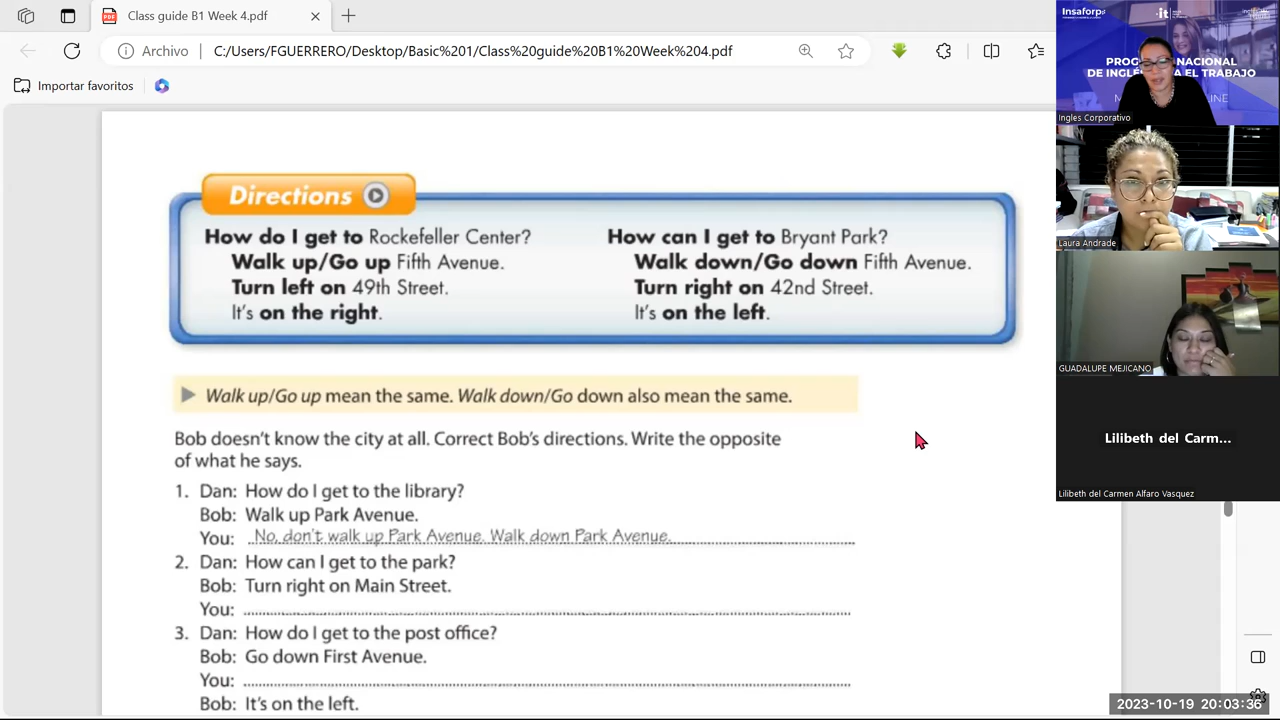 Class guide B1 Week 4.pdf
Archivo
C:/Users/FGUERRERO/Desktop/Basic%201/Class%20guide%20B1%20Week%204.pdf
Importar favoritos
Directions
How do I get to Rockefeller Center?
Walk up/Go up Fifth Avenue.
Turn left on 49th Street.
It's on the right.
How can I get to Bryant Park?
Walk down/Go down Fifth Avenue.
Turn right on 42nd Street.
It's on the left.
Walk up/Go up mean the same. Walk down/Go down also mean the same.
Bob doesn't know the city at all. Correct Bob's directions. Write the opposite
of what he says.
1. Dan: How do I get to the library?
Bob: Walk up Park Avenue.
You: No, don't walk up Park Avenue. Walk down Park Avenue.
2. Dan: How can I get to the park?
Bob: Turn right on Main Street.
You:
3. Dan: How do I get to the post office?
Bob: Go down First Avenue.
You:
Bob: It's on the left.
Insaforp
Ingles Corporativo
Laura Andrade
GUADALUPE MEJICANO
Lilibeth del Carm...
Lilibeth del Carmen Alfaro Vasquez
2023-10-19 20:03:36